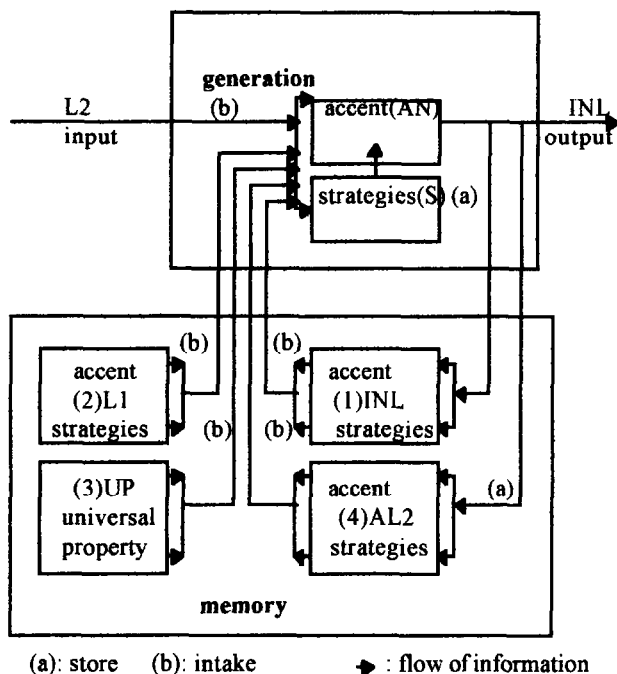 generation
L2 (b) accent(AN) INL
input output
strategies(S) (a)
(b) (b)
accent accent
(2)L1 (1)INL
strategies strategies
(b) (b)
(3)UP accent (a)
universal (4)AL2
property strategies
memory
(a): store (b): intake : flow of information